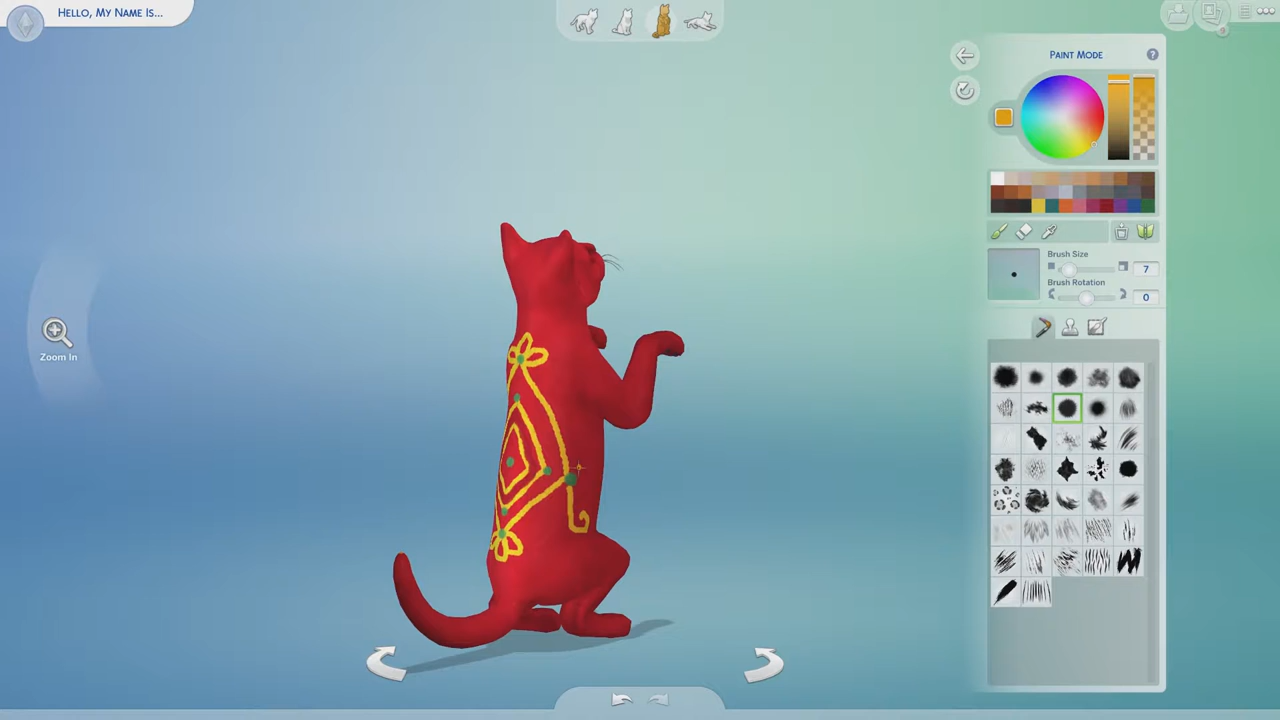 Hello, My Name Is...
Paint Mode
?
Brush Size
7
Brush Rotation
0
Zoom In